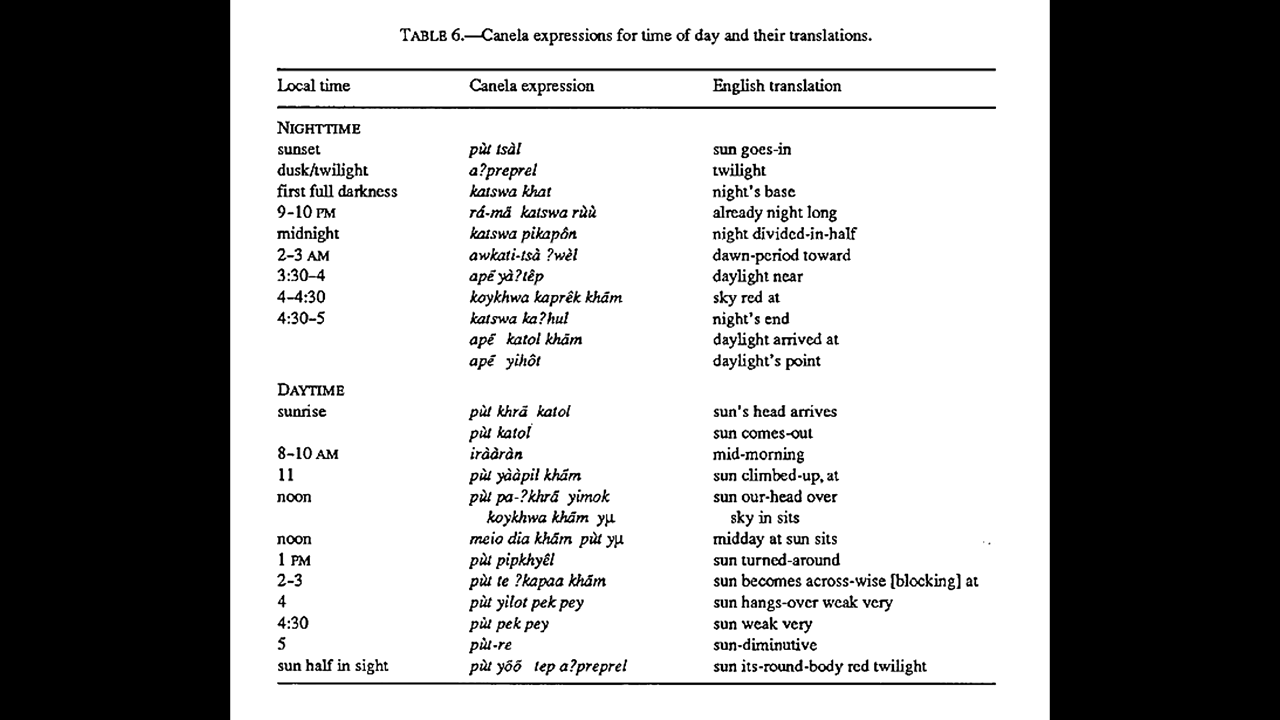 TABLE 6.—Canela expressions for time of day and their translations.
Local time Canela expression English translation
NIGHTTIME
sunset pùt tsàl sun goes-in
dusk/twilight a?preprel twilight
first full darkness katswa khat night's base
9–10 PM rá-mã katswa rùù already night long
midnight katswa pikapôn night divided-in-half
2–3 AM awkati-tsà ?wèl dawn-period toward
3:30–4 apẽ yà?têp daylight near
4–4:30 koykhwa kaprêk khãm sky red at
4:30–5 katswa ka?hul night's end
apẽ katol khãm daylight arrived at
apẽ yihôt daylight's point
DAYTIME
sunrise pùt khrã katol sun's head arrives
pùt katol sun comes-out
8–10 AM irààràn mid-morning
11 pùt yààpil khãm sun climbed-up, at
noon pùt pa-?khrã yimok sun our-head over
koykhwa khãm yμ sky in sits
noon meio dia khãm pùt yμ midday at sun sits
1 PM pùt pipkhyêl sun turned-around
2–3 pùt te ?kapaa khãm sun becomes across-wise [blocking] at
4 pùt yilot pek pey sun hangs-over weak very
4:30 pùt pek pey sun weak very
5 pùt-re sun-diminutive
sun half in sight pùt yõõ tep a?preprel sun its-round-body red twilight